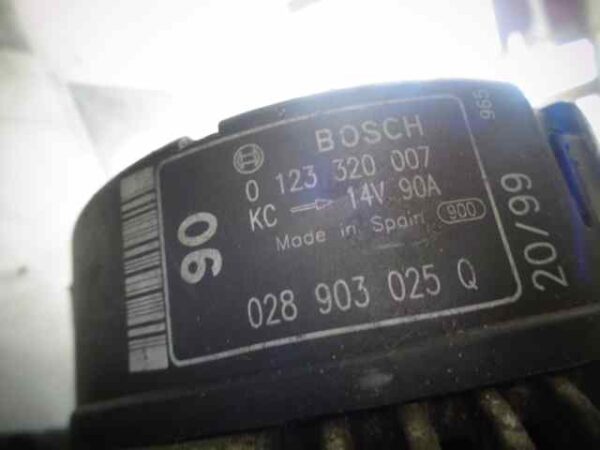 BOSCH
0 123 320 007
KC → 14V 90A
Made in Spain 900
028 903 025 Q
90
20/99
965